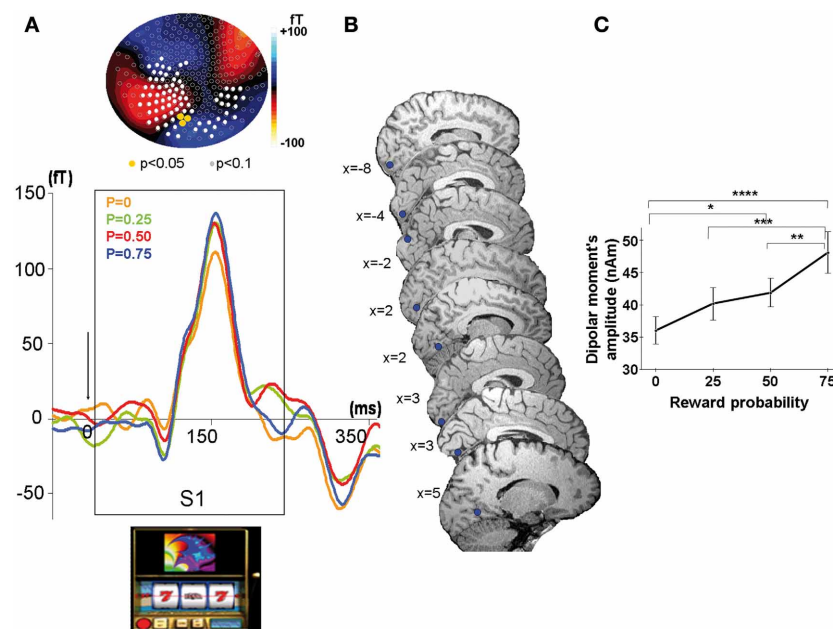 A
fT
+100
-100
p<0.05
p<0.1
(fT)
150
100
50
0
-50
P=0
P=0.25
P=0.50
P=0.75
0
150
350
(ms)
S1
7
7
B
x=-8
x=-4
x=-2
x=2
x=2
x=3
x=3
x=5
C
****
*
***
**
Dipolar moment's
amplitude (nAm)
50
45
40
35
30
0
25
50
75
Reward probability